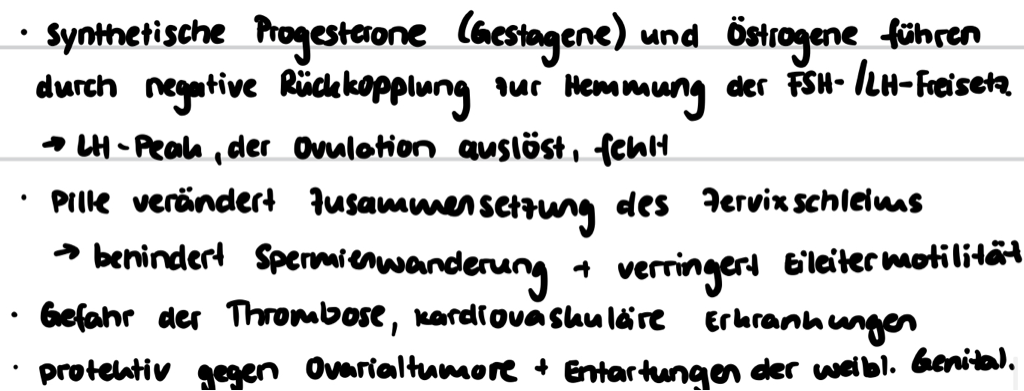 · Synthetische Progesterone (Gestagene) und Östrogene führen
durch negative Rückkopplung zur Hemmung der FSH-/LH-Freisetz.
→ LH-Peak, der Ovulation auslöst, fehlt
· Pille verändert Zusammensetzung des Zervixschleims
→ behindert Spermienwanderung + verringert Eileitermotilität
· Gefahr der Thrombose, kardiovaskuläre Erkrankungen
· protektiv gegen Ovarialtumore + Entartungen der weibl. Genital.